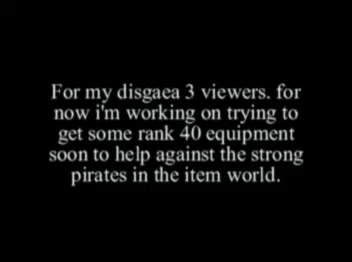 For my disgaea 3 viewers. for
now i'm working on trying to
get some rank 40 equipment
soon to help against the strong
pirates in the item world.